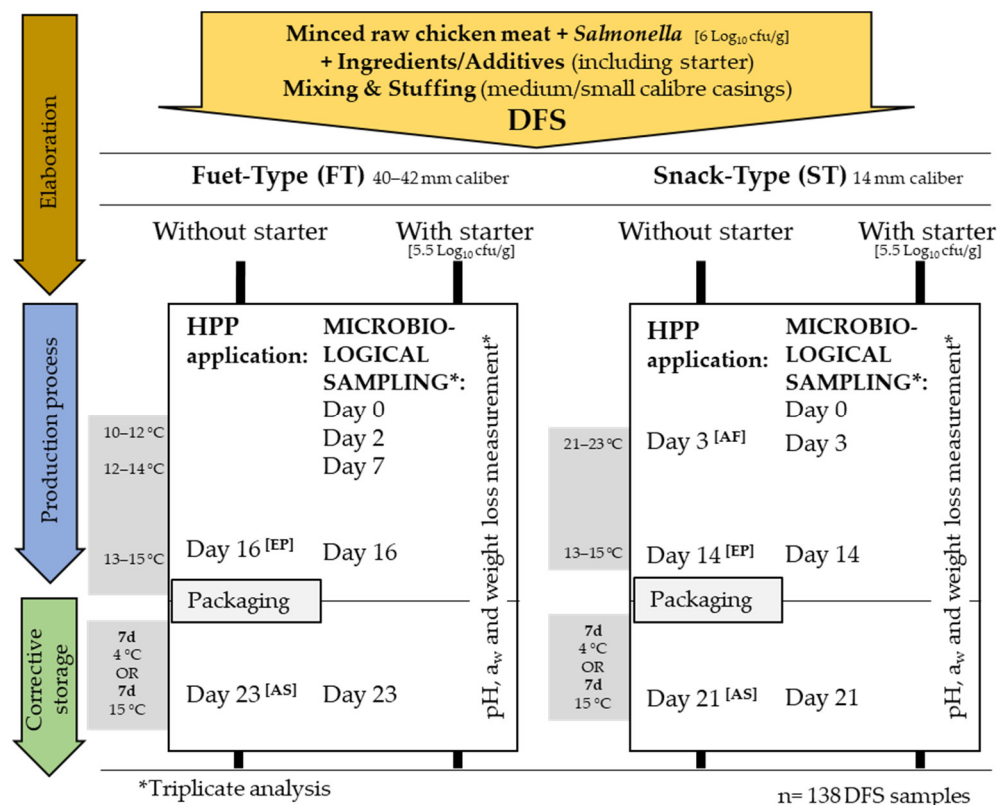 Minced raw chicken meat + Salmonella [6 Log10 cfu/g]
+ Ingredients/Additives (including starter)
Mixing & Stuffing (medium/small calibre casings)
DFS
Elaboration
Fuet-Type (FT) 40–42 mm caliber
Snack-Type (ST) 14 mm caliber
Without starter
With starter
[5.5 Log10 cfu/g]
Without starter
With starter
[5.5 Log10 cfu/g]
Production process
10–12 °C
12–14 °C
13–15 °C
HPP
application:
Day 16 [EP]
MICROBIO-
LOGICAL
SAMPLING*:
Day 0
Day 2
Day 7
Day 16
pH, aw and weight loss measurement*
21–23 °C
13–15 °C
HPP
application:
Day 3 [AF]
Day 14 [EP]
MICROBIO-
LOGICAL
SAMPLING*:
Day 0
Day 3
Day 14
pH, aw and weight loss measurement*
Packaging
Packaging
Corrective
storage
7d
4 °C
OR
7d
15 °C
Day 23 [AS]
Day 23
7d
4 °C
OR
7d
15 °C
Day 21 [AS]
Day 21
*Triplicate analysis
n= 138 DFS samples